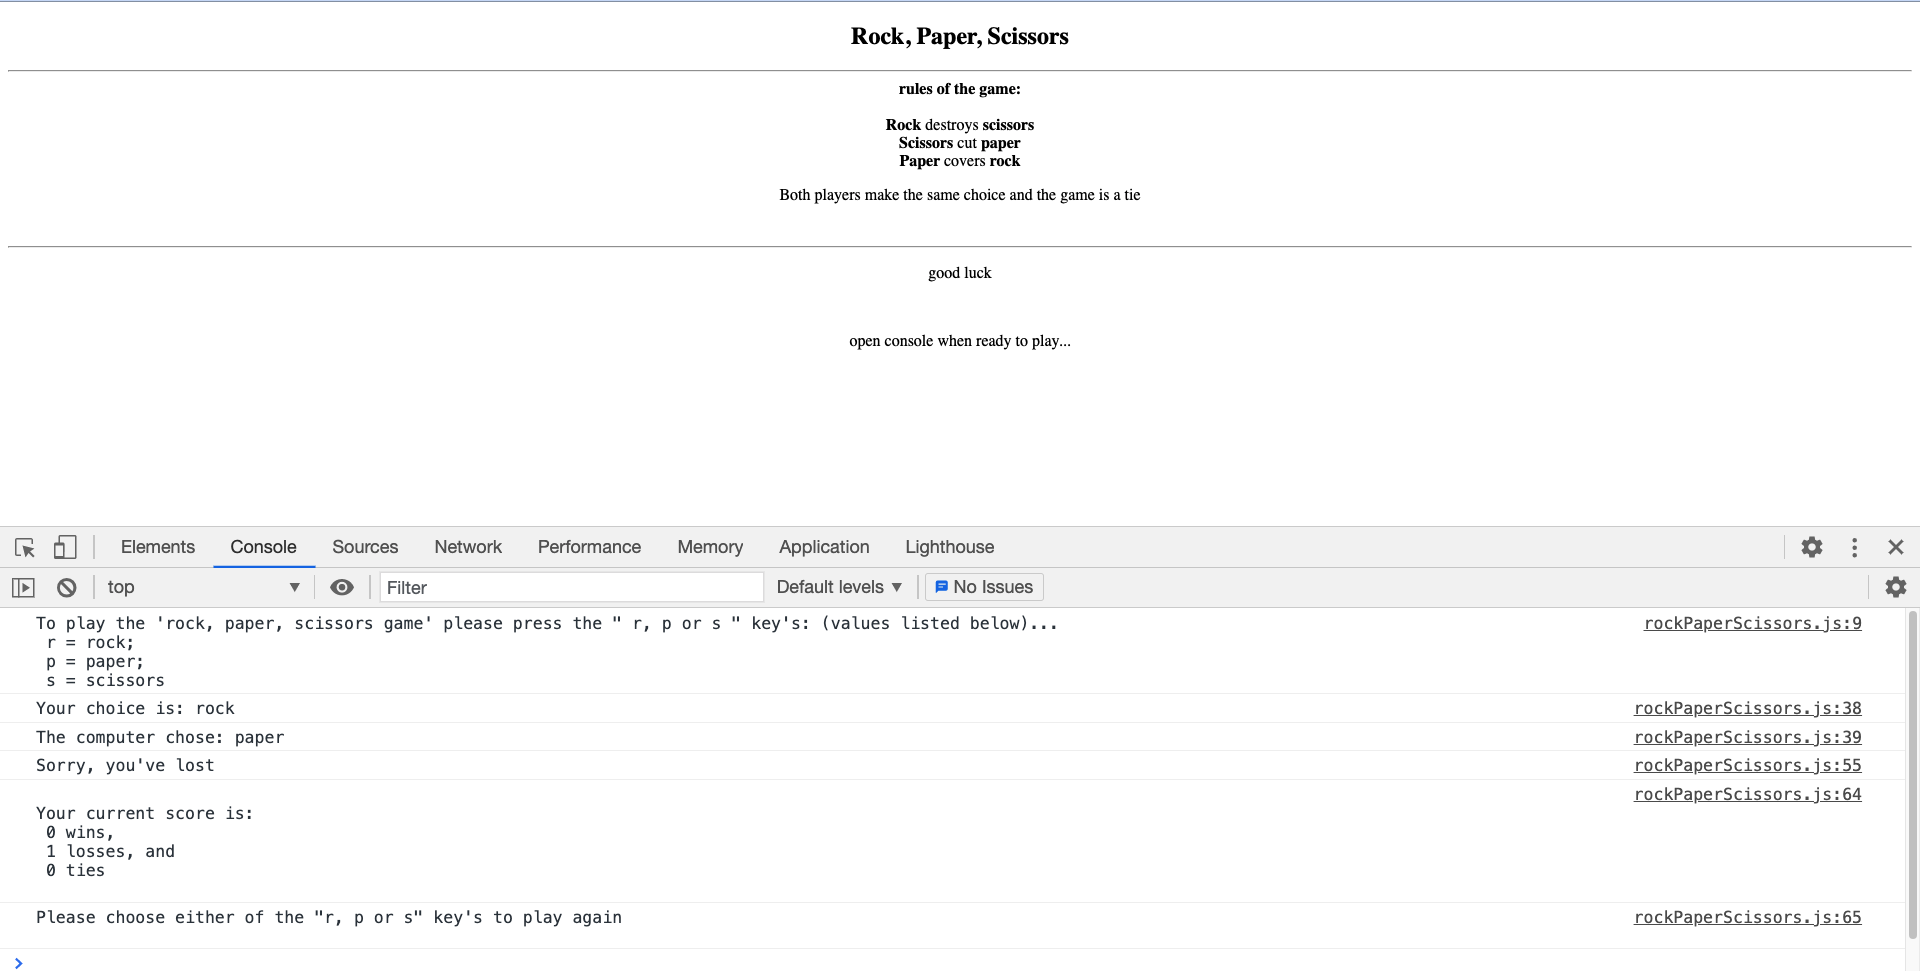 Rock, Paper, Scissors
rules of the game:
Rock destroys scissors
Scissors cut paper
Paper covers rock
Both players make the same choice and the game is a tie
good luck
open console when ready to play...
Elements Console Sources Network Performance Memory Application Lighthouse
top ▼ Filter Default levels ▼ No Issues
To play the 'rock, paper, scissors game' please press the " r, p or s " key's: (values listed below)... rockPaperScissors.js:9
r = rock;
p = paper;
s = scissors
Your choice is: rock rockPaperScissors.js:38
The computer chose: paper rockPaperScissors.js:39
Sorry, you've lost rockPaperScissors.js:55
rockPaperScissors.js:64
Your current score is:
0 wins,
1 losses, and
0 ties
Please choose either of the "r, p or s" key's to play again rockPaperScissors.js:65